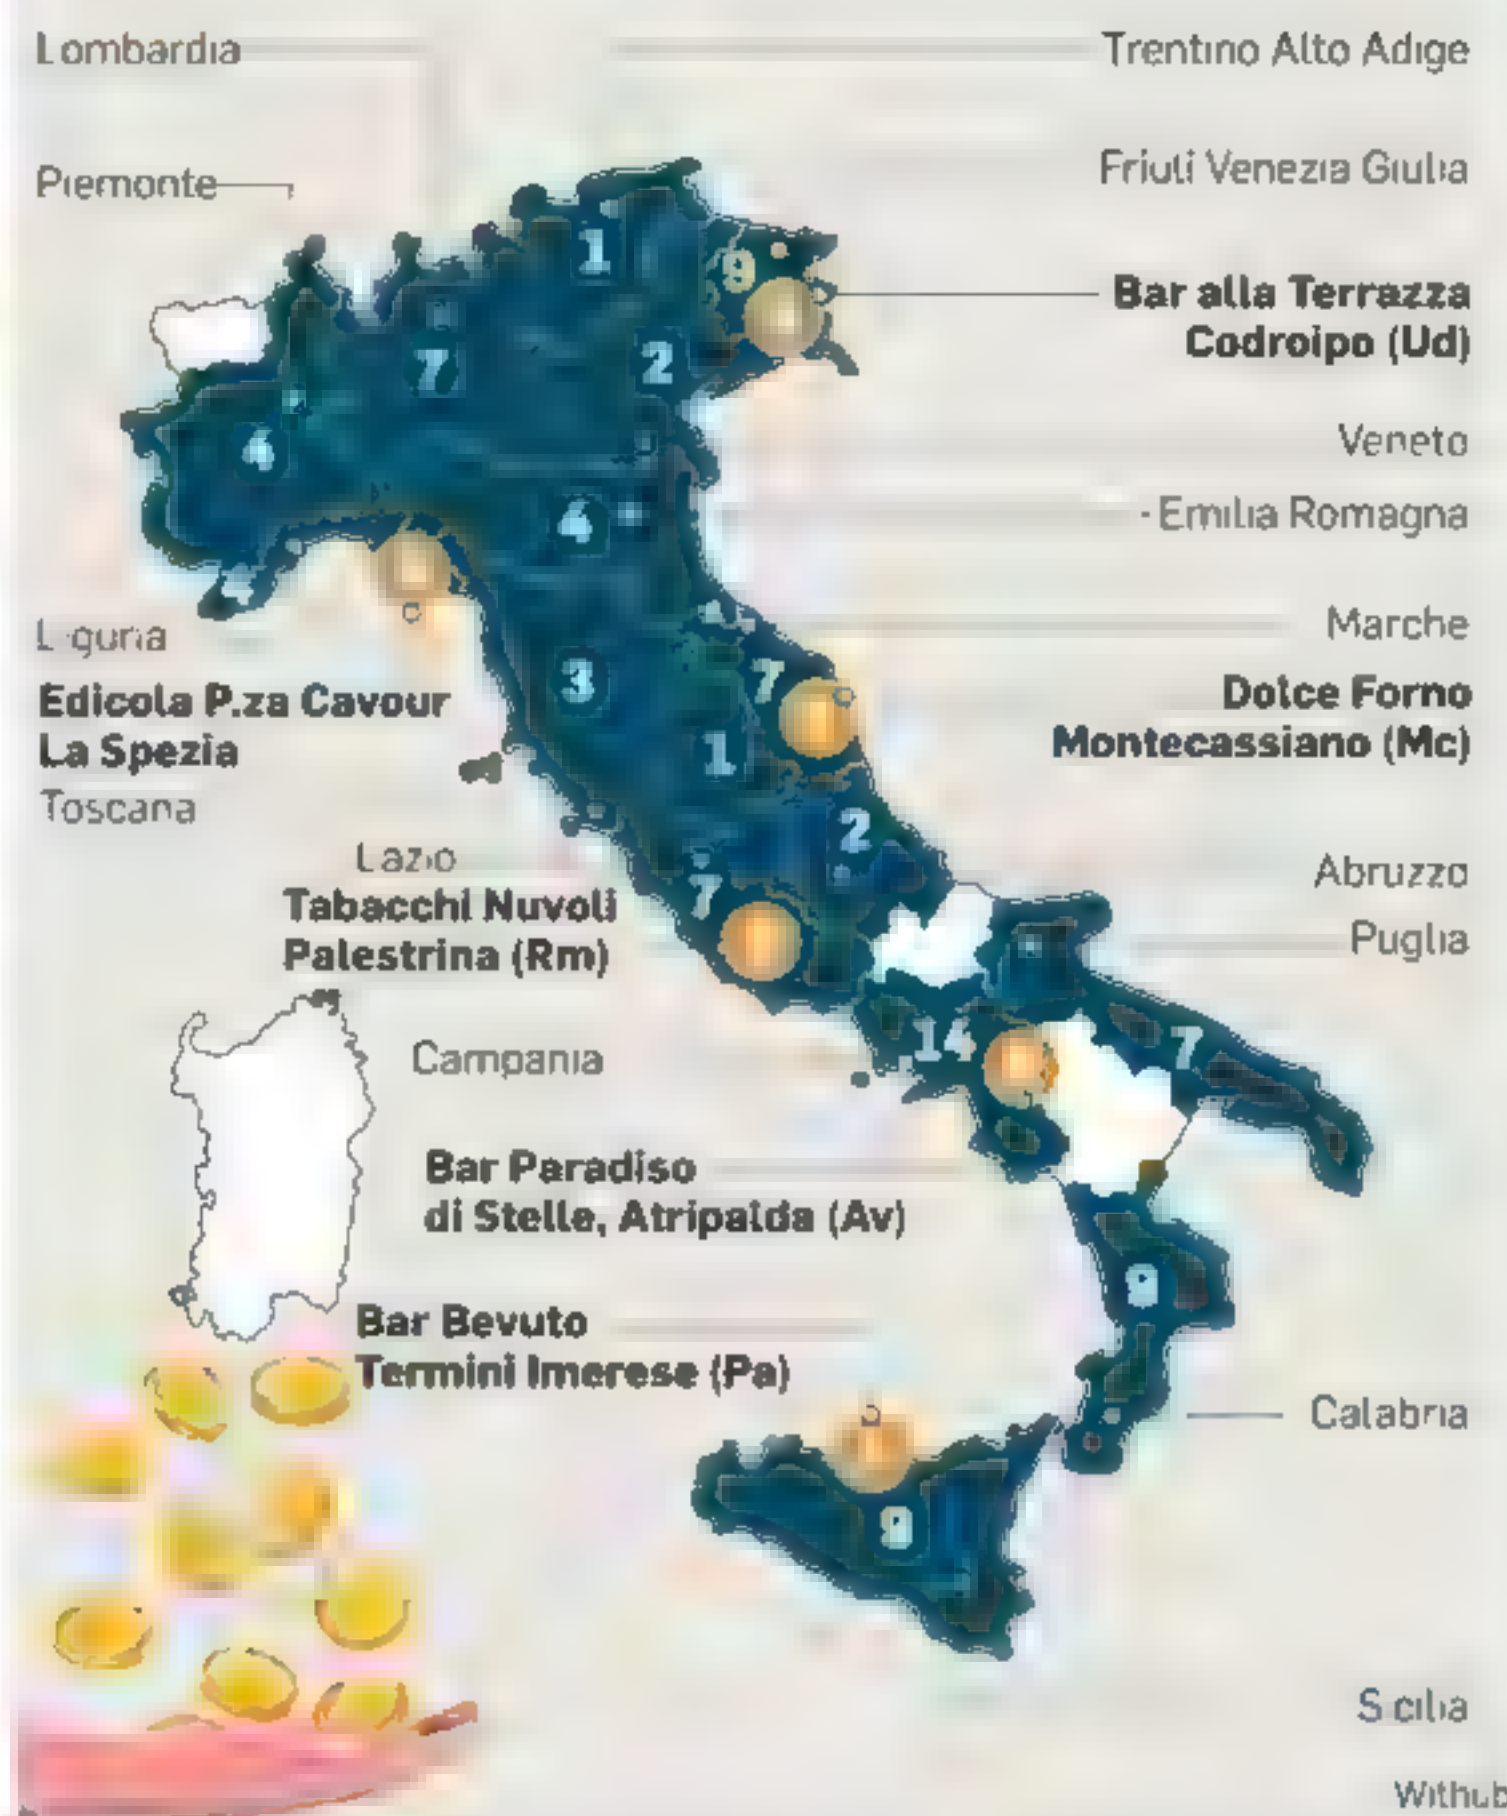 Lombardia
Trentino Alto Adige
Piemonte
Friuli Venezia Giulia
1
9
Bar alla Terrazza
Codroipo (Ud)
7
2
4
Veneto
4
Emilia Romagna
Liguria
Marche
Edicola P.za Cavour
La Spezia
3
7
Dolce Forno
Montecassiano (Mc)
1
Toscana
2
Lazio
Abruzzo
Tabacchi Nuvoli
Palestrina (Rm)
7
Puglia
Campania
14
7
Bar Paradiso
di Stelle, Atripalda (Av)
Bar Bevuto
Termini Imerese (Pa)
Calabria
Sicilia
Withub